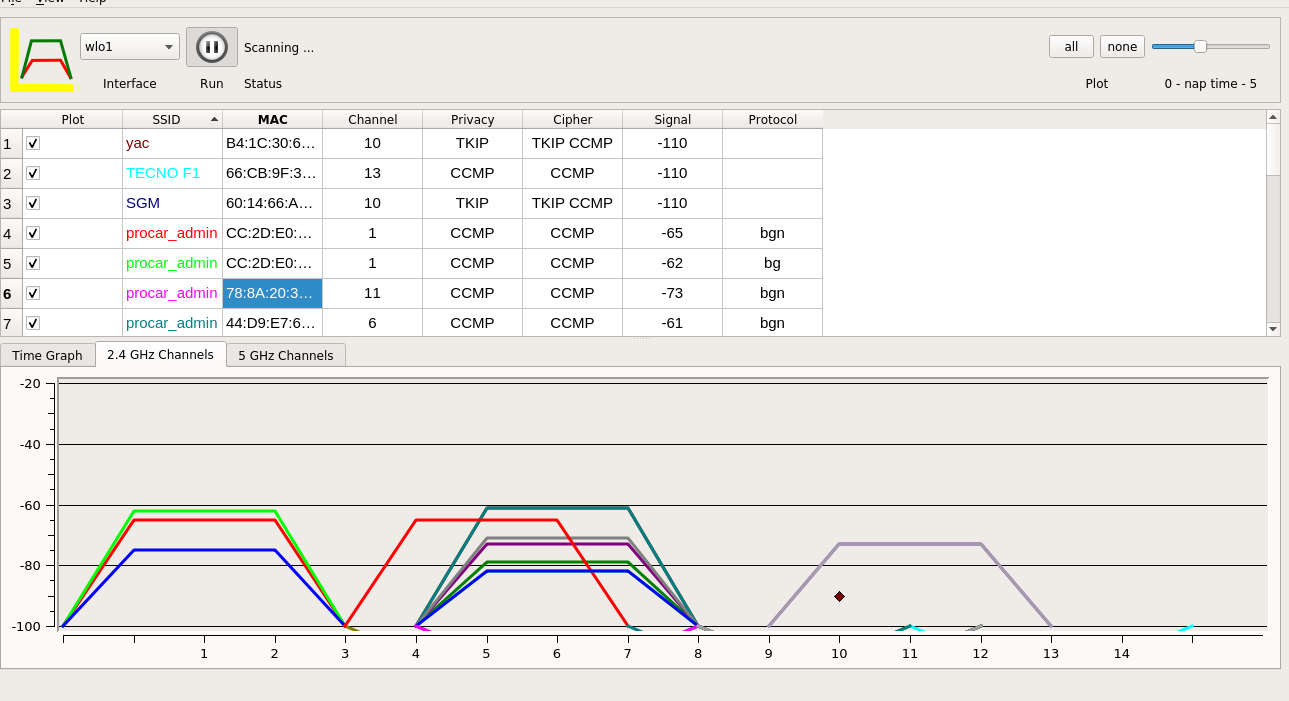 File View Help
wlo1
Scanning ...
all none
Interface Run Status Plot 0 - nap time - 5
Plot SSID MAC Channel Privacy Cipher Signal Protocol
1 yac B4:1C:30:6... 10 TKIP TKIP CCMP -110
2 TECNO F1 66:CB:9F:3... 13 CCMP CCMP -110
3 SGM 60:14:66:A... 10 TKIP TKIP CCMP -110
4 procar_admin CC:2D:E0:... 1 CCMP CCMP -65 bgn
5 procar_admin CC:2D:E0:... 1 CCMP CCMP -62 bg
6 procar_admin 78:8A:20:3... 11 CCMP CCMP -73 bgn
7 procar_admin 44:D9:E7:6... 6 CCMP CCMP -61 bgn
Time Graph 2.4 GHz Channels 5 GHz Channels
-20
-40
-60
-80
-100
1 2 3 4 5 6 7 8 9 10 11 12 13 14